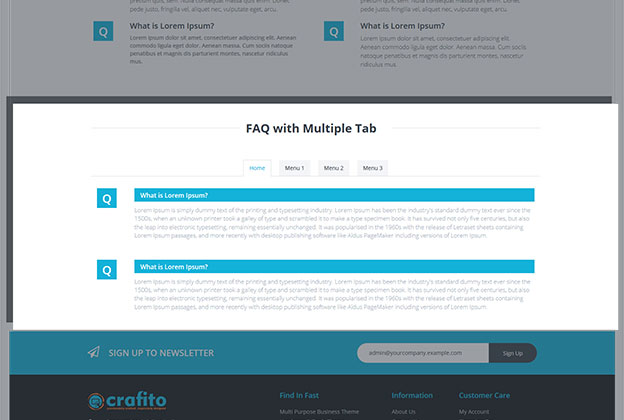 purus sem, lobortis eget arcu a, lacinia tempus
dolor. Duis, fringilla velit, aliquet nec, vulputate eget, arcu.
Q What is Lorem Ipsum?
Lorem ipsum dolor sit amet, consectetuer adipiscing elit.
Aenean commodo ligula eget dolor. Aenean massa. Cum
sociis natoque penatibus et magnis dis parturient montes,
mus.
dolor. Duis, fringilla vel, aliquet nec, vulputate eget, arcu.
Q What is Lorem Ipsum?
Lorem ipsum dolor sit amet, consectetuer adipiscing elit.
Aenean commodo ligula eget dolor. Aenean massa. Cum
sociis natoque penatibus et magnis dis parturient montes, nascetur
ridiculus mus.
FAQ with Multiple Tab
Home Menu 1 Menu 2 Menu 3
Q What is Lorem Ipsum?
Lorem Ipsum is simply dummy text of the printing and typesetting industry. Lorem Ipsum has been the industry's standard dummy text ever since the
1500s, when an unknown printer took a galley of type and scrambled it to make a type specimen book. It has survived not only five centuries, but also
the leap into electronic typesetting, remaining essentially unchanged. It was popularised in the 1960s with the release of Letraset sheets containing
Lorem Ipsum passages, and more recently with desktop publishing software like Aldus PageMaker including versions of Lorem Ipsum.
Q What is Lorem Ipsum?
Lorem Ipsum is simply dummy text of the printing and typesetting industry. Lorem Ipsum has been the industry's standard dummy text ever since the
1500s, when an unknown printer took a galley of type and scrambled it to make a type specimen book. It has survived not only five centuries, but also
the leap into electronic typesetting, remaining essentially unchanged. It was popularised in the 1960s with the release of Letraset sheets containing
Lorem Ipsum passages, and more recently with desktop publishing software like Aldus PageMaker including versions of Lorem Ipsum.
SIGN UP TO NEWSLETTER
admin@yourcompany.example.com Sign Up
crafito
Find In Fast Information Customer Care
Multi Purpose Business Theme About Us My Account